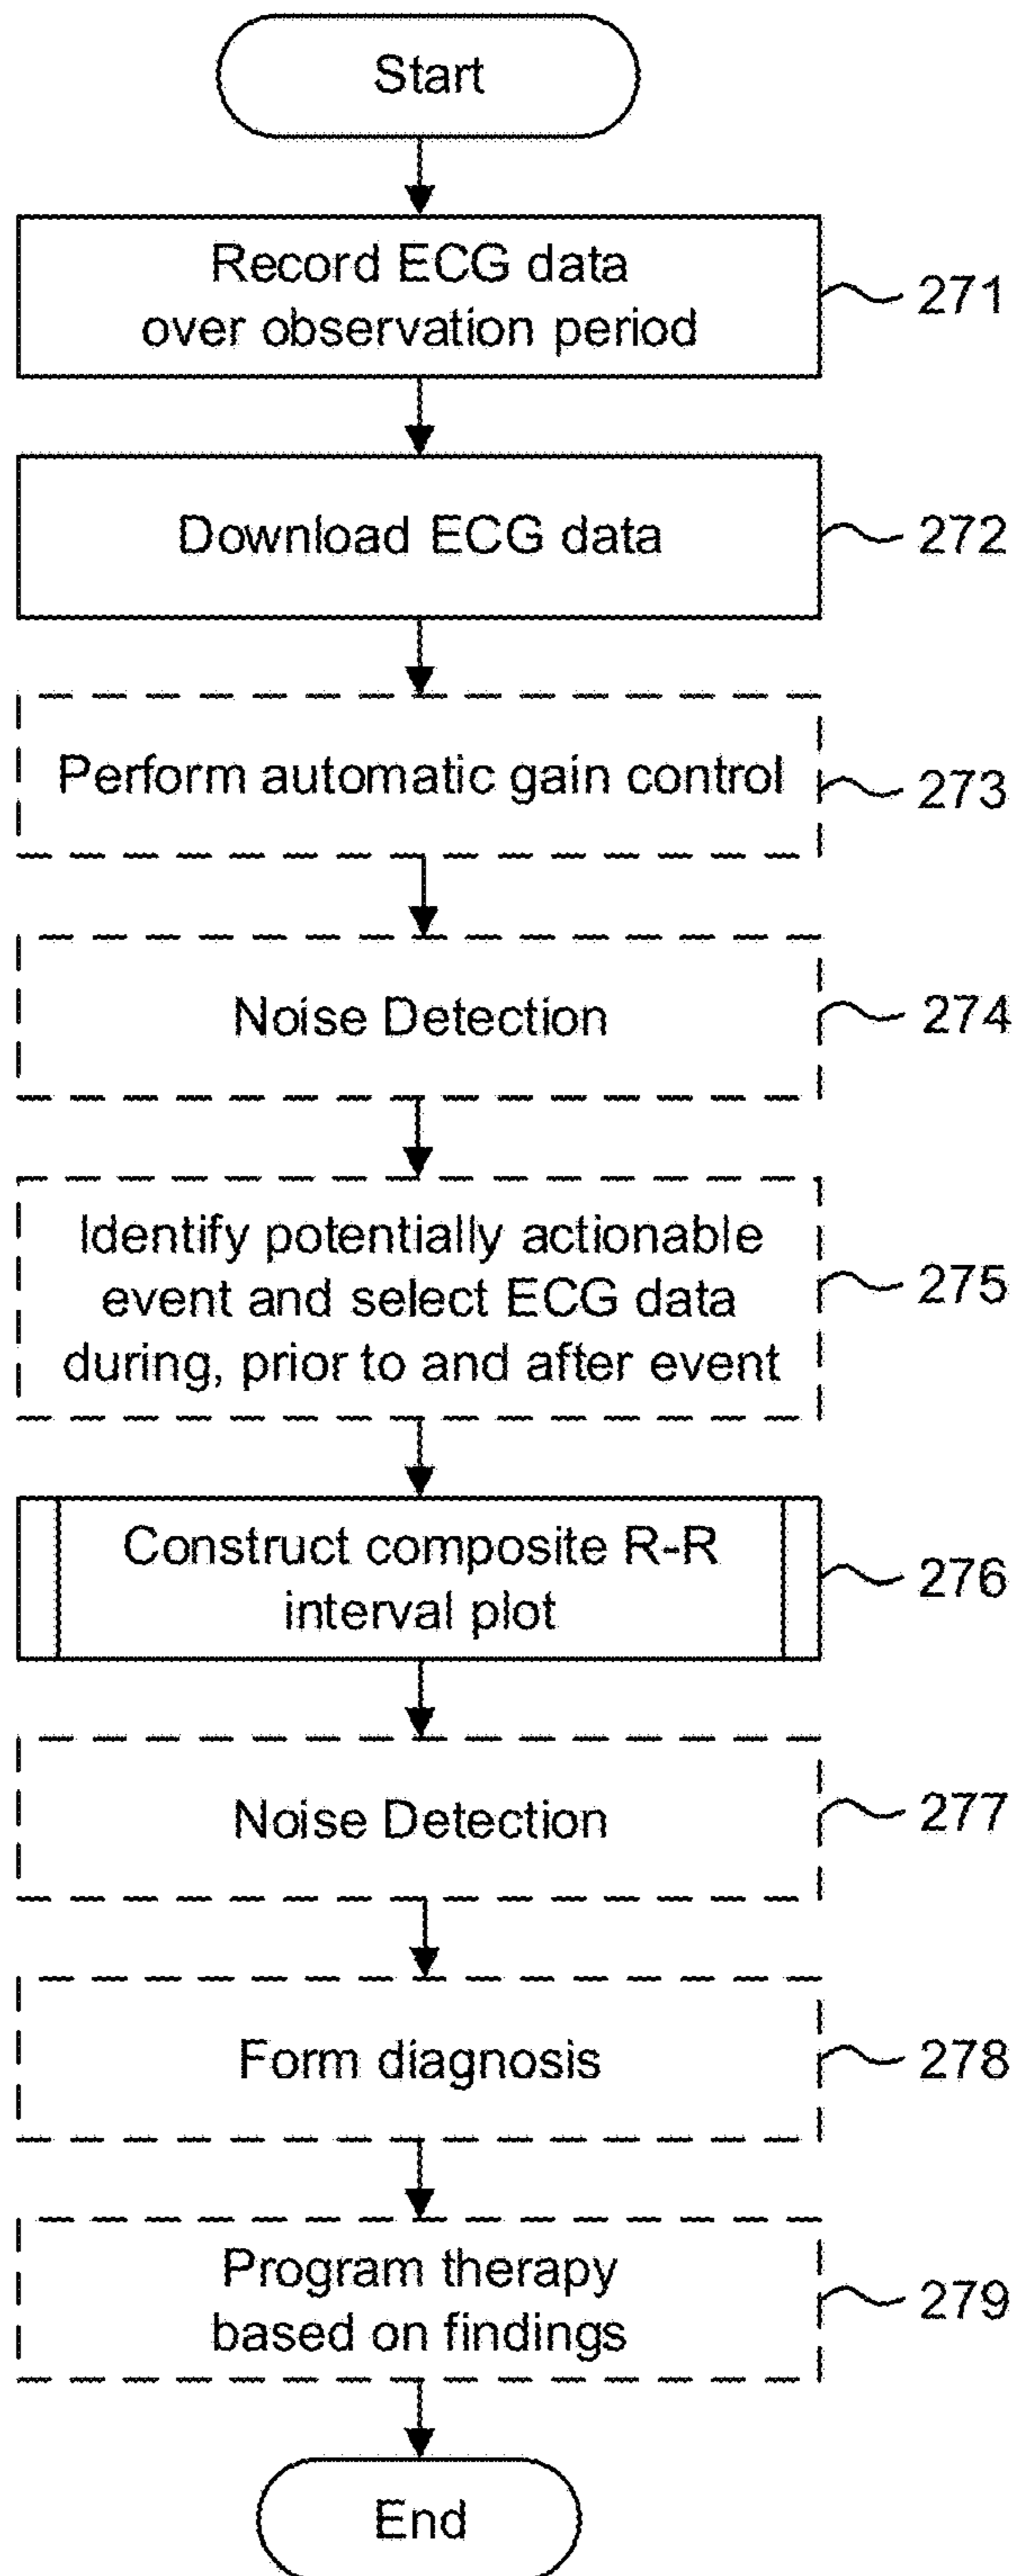 Start
Record ECG data
over observation period
271
Download ECG data
272
Perform automatic gain control
273
Noise Detection
274
Identify potentially actionable
event and select ECG data
during, prior to and after event
275
Construct composite R-R
interval plot
276
Noise Detection
277
Form diagnosis
278
Program therapy
based on findings
279
End